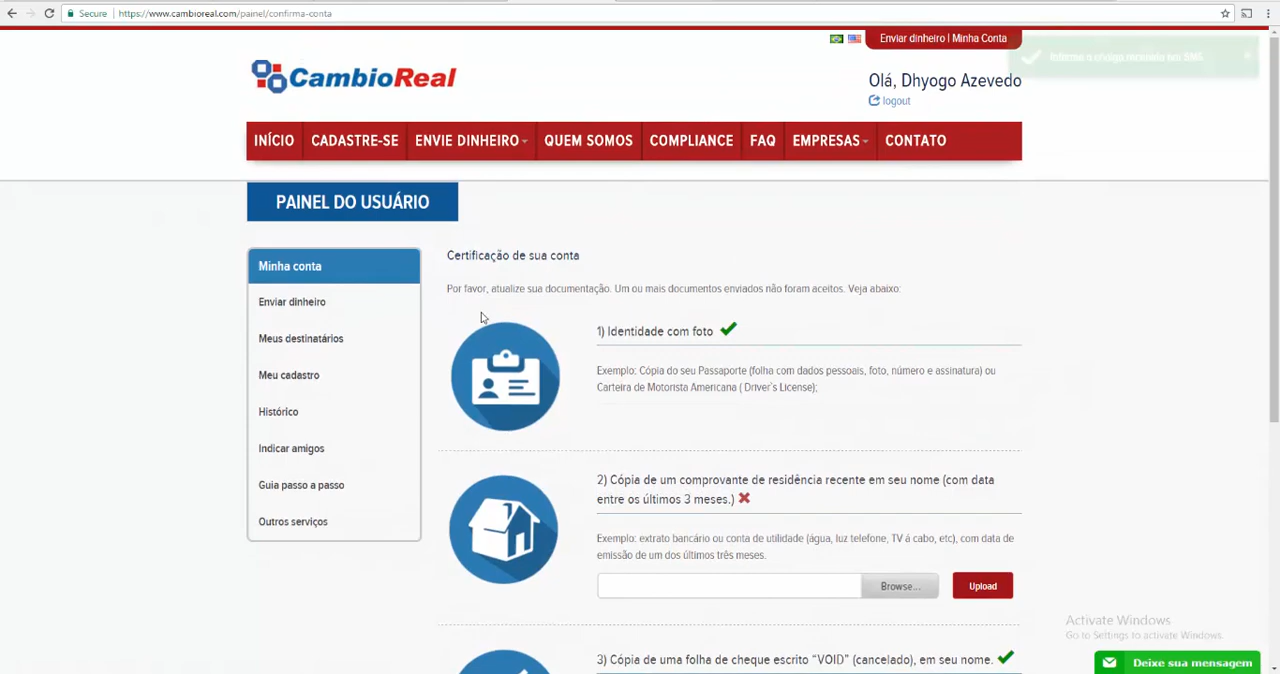 Secure | https://www.cambioreal.com/painel/confirma-conta
Enviar dinheiro | Minha Conta
Informe o código recebido em SMS
CambioReal
Olá, Dhyogo Azevedo
logout
INÍCIO CADASTRE-SE ENVIE DINHEIRO QUEM SOMOS COMPLIANCE FAQ EMPRESAS CONTATO
PAINEL DO USUÁRIO
Minha conta
Enviar dinheiro
Meus destinatários
Meu cadastro
Histórico
Indicar amigos
Guia passo a passo
Outros serviços
Certificação de sua conta
Por favor, atualize sua documentação. Um ou mais documentos enviados não foram aceitos. Veja abaixo:
1) Identidade com foto
Exemplo: Cópia do seu Passaporte (folha com dados pessoais, foto, número e assinatura) ou
Carteira de Motorista Americana ( Driver`s License);
2) Cópia de um comprovante de residência recente em seu nome (com data
entre os últimos 3 meses.)
Exemplo: extrato bancário ou conta de utilidade (água, luz telefone, TV á cabo, etc), com data de
emissão de um dos últimos três meses.
Browse... Upload
3) Cópia de uma folha de cheque escrito “VOID” (cancelado), em seu nome.
Activate Windows
Go to Settings to activate Windows.
Deixe sua mensagem